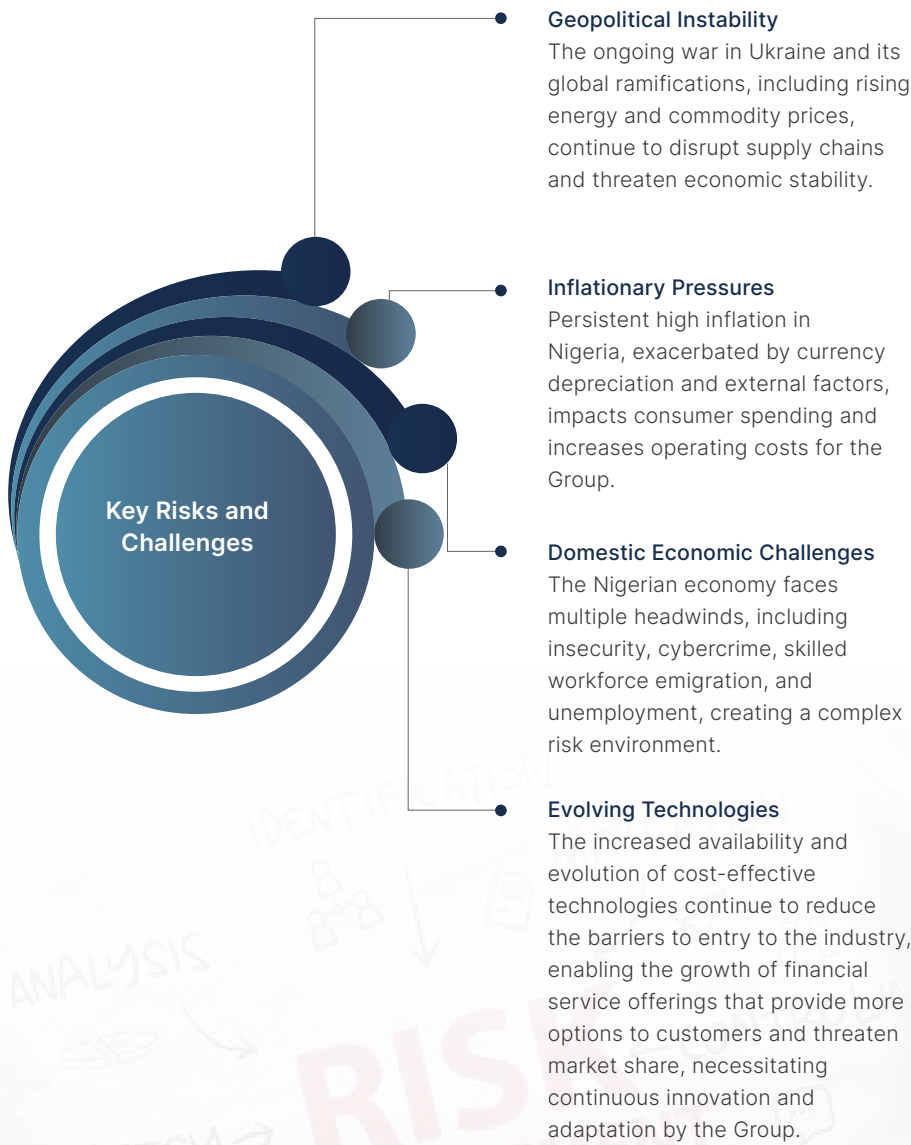 Geopolitical Instability
The ongoing war in Ukraine and its
global ramifications, including rising
energy and commodity prices,
continue to disrupt supply chains
and threaten economic stability.
Inflationary Pressures
Persistent high inflation in
Nigeria, exacerbated by currency
depreciation and external factors,
impacts consumer spending and
increases operating costs for the
Group.
Key Risks and
Challenges
Domestic Economic Challenges
The Nigerian economy faces
multiple headwinds, including
insecurity, cybercrime, skilled
workforce emigration, and
unemployment, creating a complex
risk environment.
Evolving Technologies
The increased availability and
evolution of cost-effective
technologies continue to reduce
the barriers to entry to the industry,
enabling the growth of financial
service offerings that provide more
options to customers and threaten
market share, necessitating
continuous innovation and
adaptation by the Group.
IDENTIFICATION
ANALYSIS
RISK